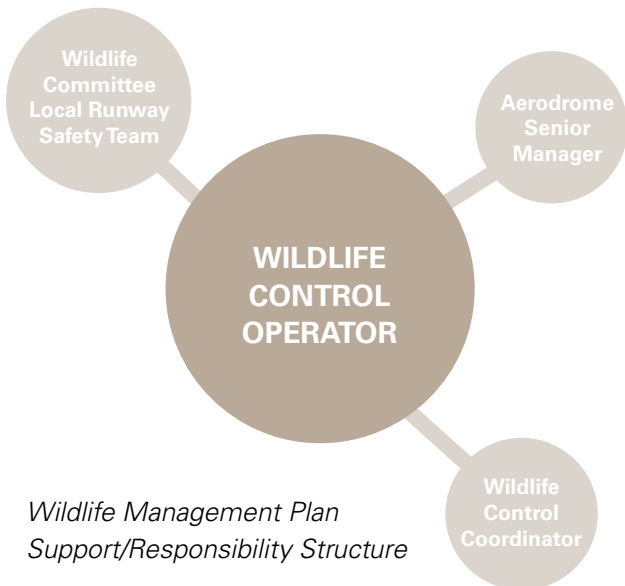 Wildlife
Committee
Local Runway
Safety Team
Aerodrome
Senior
Manager
WILDLIFE
CONTROL
OPERATOR
Wildlife
Control
Coordinator
Wildlife Management Plan
Support/Responsibility Structure